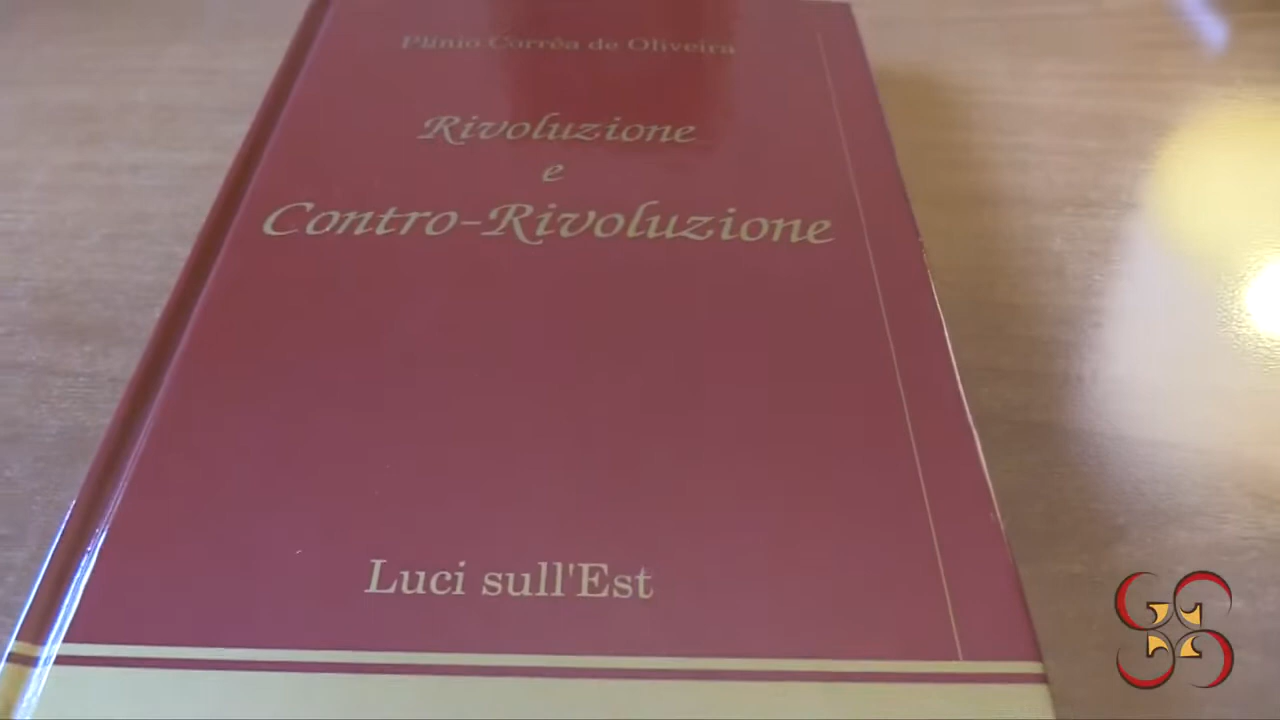 Plinio Corrêa de Oliveira
Rivoluzione
e
Contro-Rivoluzione
Luci sull'Est